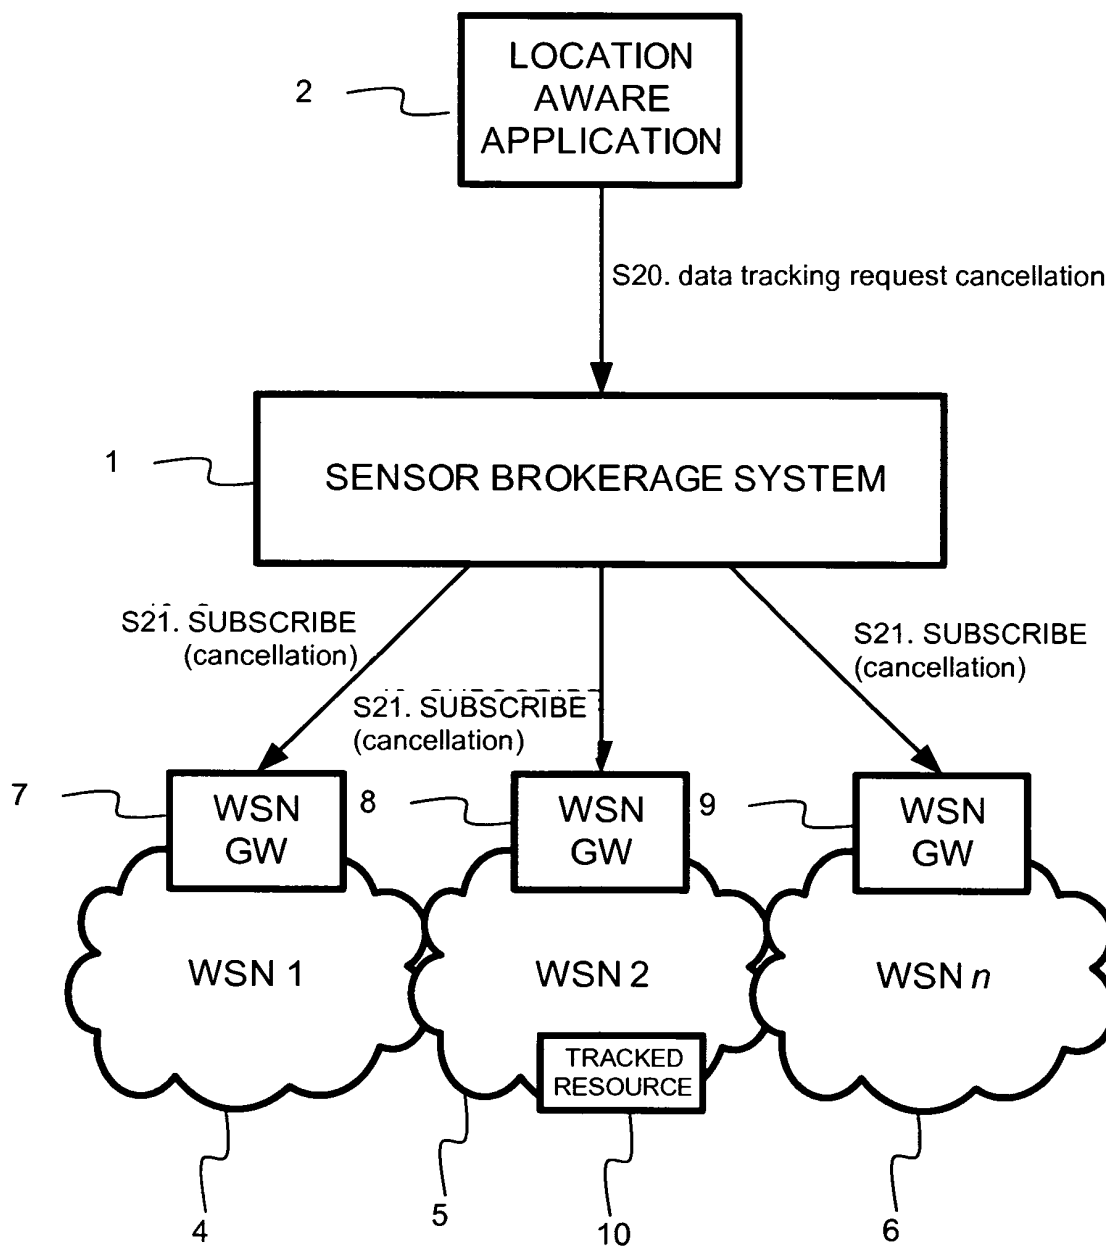 LOCATION
AWARE
APPLICATION
2
S20. data tracking request cancellation
1
SENSOR BROKERAGE SYSTEM
S21. SUBSCRIBE
(cancellation)
S21. SUBSCRIBE
(cancellation)
S21. SUBSCRIBE
(cancellation)
7
WSN
GW
8
WSN
GW
9
WSN
GW
WSN 1
WSN 2
WSN n
TRACKED
RESOURCE
4
5
10
6